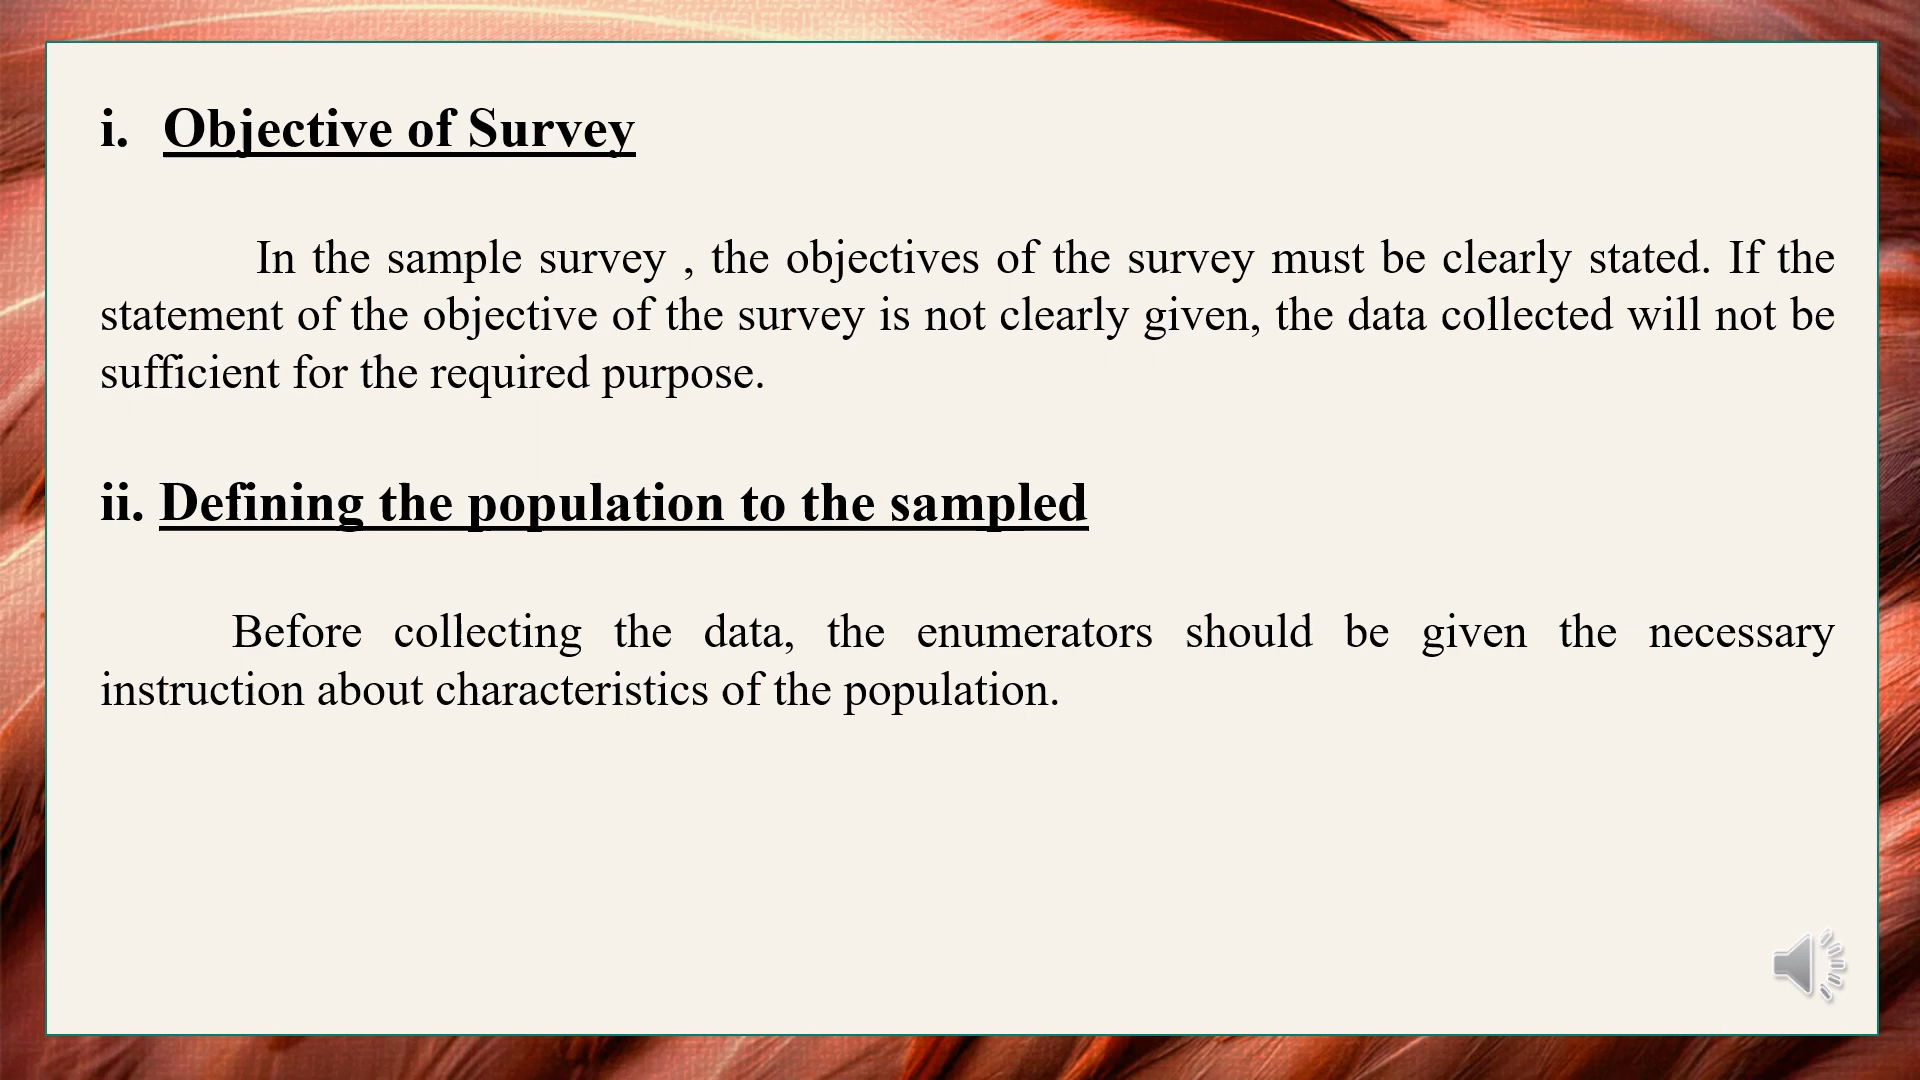 i. Objective of Survey
In the sample survey , the objectives of the survey must be clearly stated. If the
statement of the objective of the survey is not clearly given, the data collected will not be
sufficient for the required purpose.
ii. Defining the population to the sampled
Before collecting the data, the enumerators should be given the necessary
instruction about characteristics of the population.